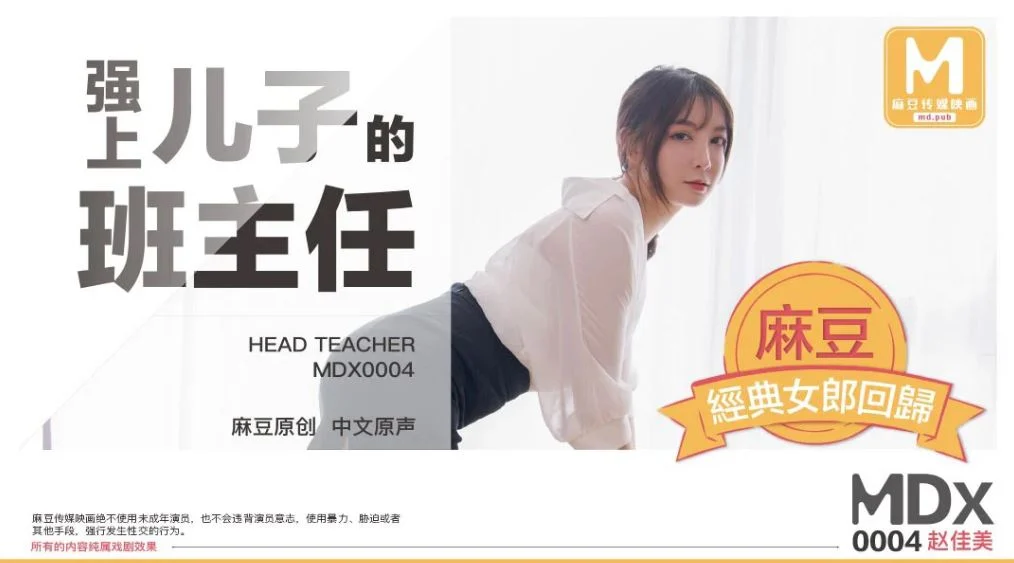 强上儿子的
班主任
HEAD TEACHER
MDX0004
麻豆原创 中文原声
M
麻豆传媒映画
md.pub
麻豆
經典女郎回歸
麻豆传媒映画绝不使用未成年演员，也不会违背演员意志，使用暴力、胁迫或者
其他手段，强行发生性交的行为。
所有的内容纯属戏剧效果
MDX
0004 赵佳美